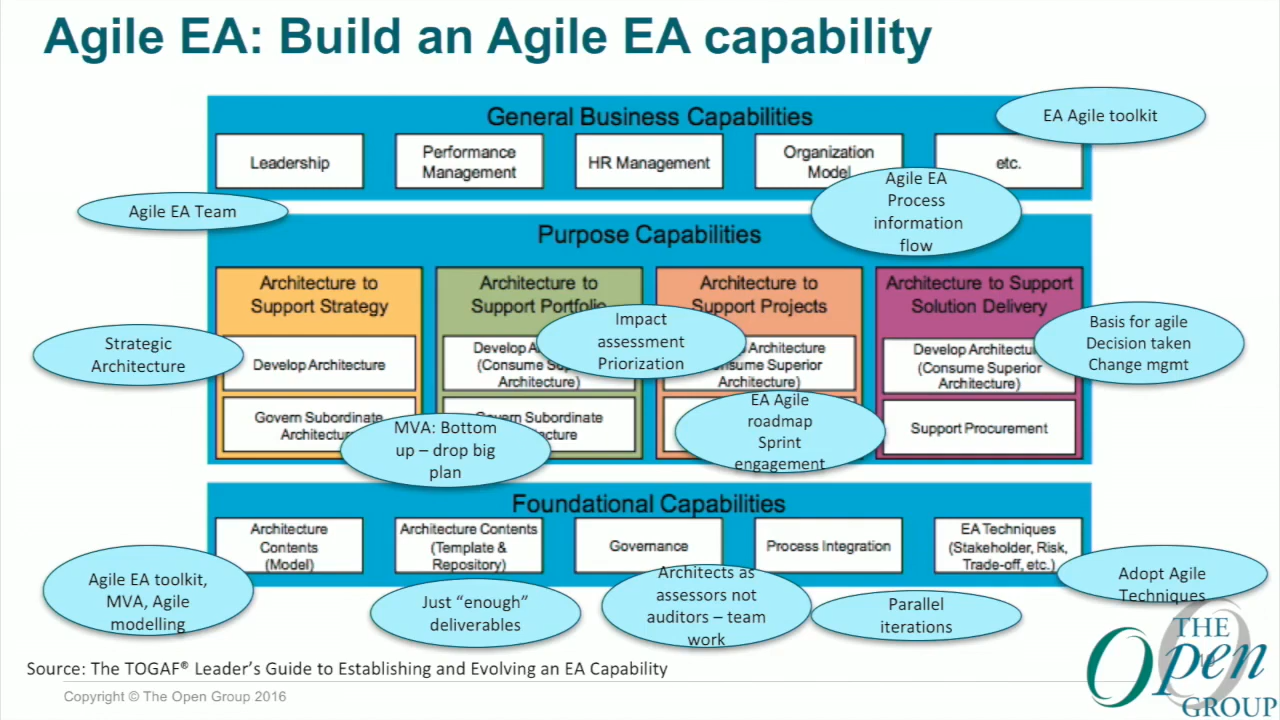 Agile EA: Build an Agile EA capability
General Business Capabilities
EA Agile toolkit
Leadership
Performance
Management
HR Management
Organization
Model
etc.
Agile EA
Process
information
flow
Agile EA Team
Purpose Capabilities
Architecture to
Support Strategy
Architecture to
Support Portfolio
Architecture to
Support Projects
Architecture to Support
Solution Delivery
Strategic
Architecture
Impact
assessment
Priorization
Basis for agile
Decision taken
Change mgmt
Develop Architecture
Develop
(Consume
Architecture)
Architecture
Superior
Architecture)
Develop
(Consume Superior
Architecture)
Govern Subordinate
MVA: Bottom
up – drop big
plan
Subordinate
EA Agile
roadmap
Sprint
engagement
Support Procurement
Foundational Capabilities
Architecture
Contents
(Model)
Architecture Contents
(Template &
Repository)
Governance
Process Integration
EA Techniques
(Stakeholder, Risk,
Trade-off, etc.)
Agile EA toolkit,
MVA, Agile
modelling
Just “enough”
deliverables
Architects as
assessors not
auditors – team
work
Parallel
iterations
Adopt Agile
Techniques
Source: The TOGAF® Leader’s Guide to Establishing and Evolving an EA Capability
Copyright © The Open Group 2016
THE
Open
GROUP